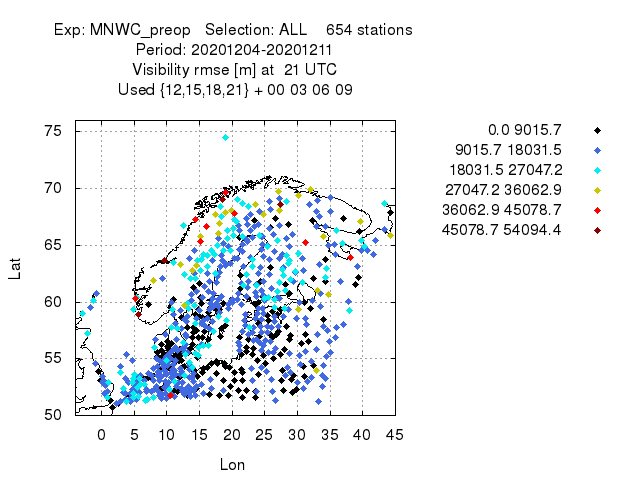 Exp: MNWC_preop   Selection: ALL    654 stations
Period: 20201204-20201211
Visibility rmse [m] at  21 UTC
Used {12,15,18,21} + 00 03 06 09
0.0 9015.7
9015.7 18031.5
18031.5 27047.2
27047.2 36062.9
36062.9 45078.7
45078.7 54094.4
75
70
65
60
55
50
Lat
0 5 10 15 20 25 30 35 40 45
Lon